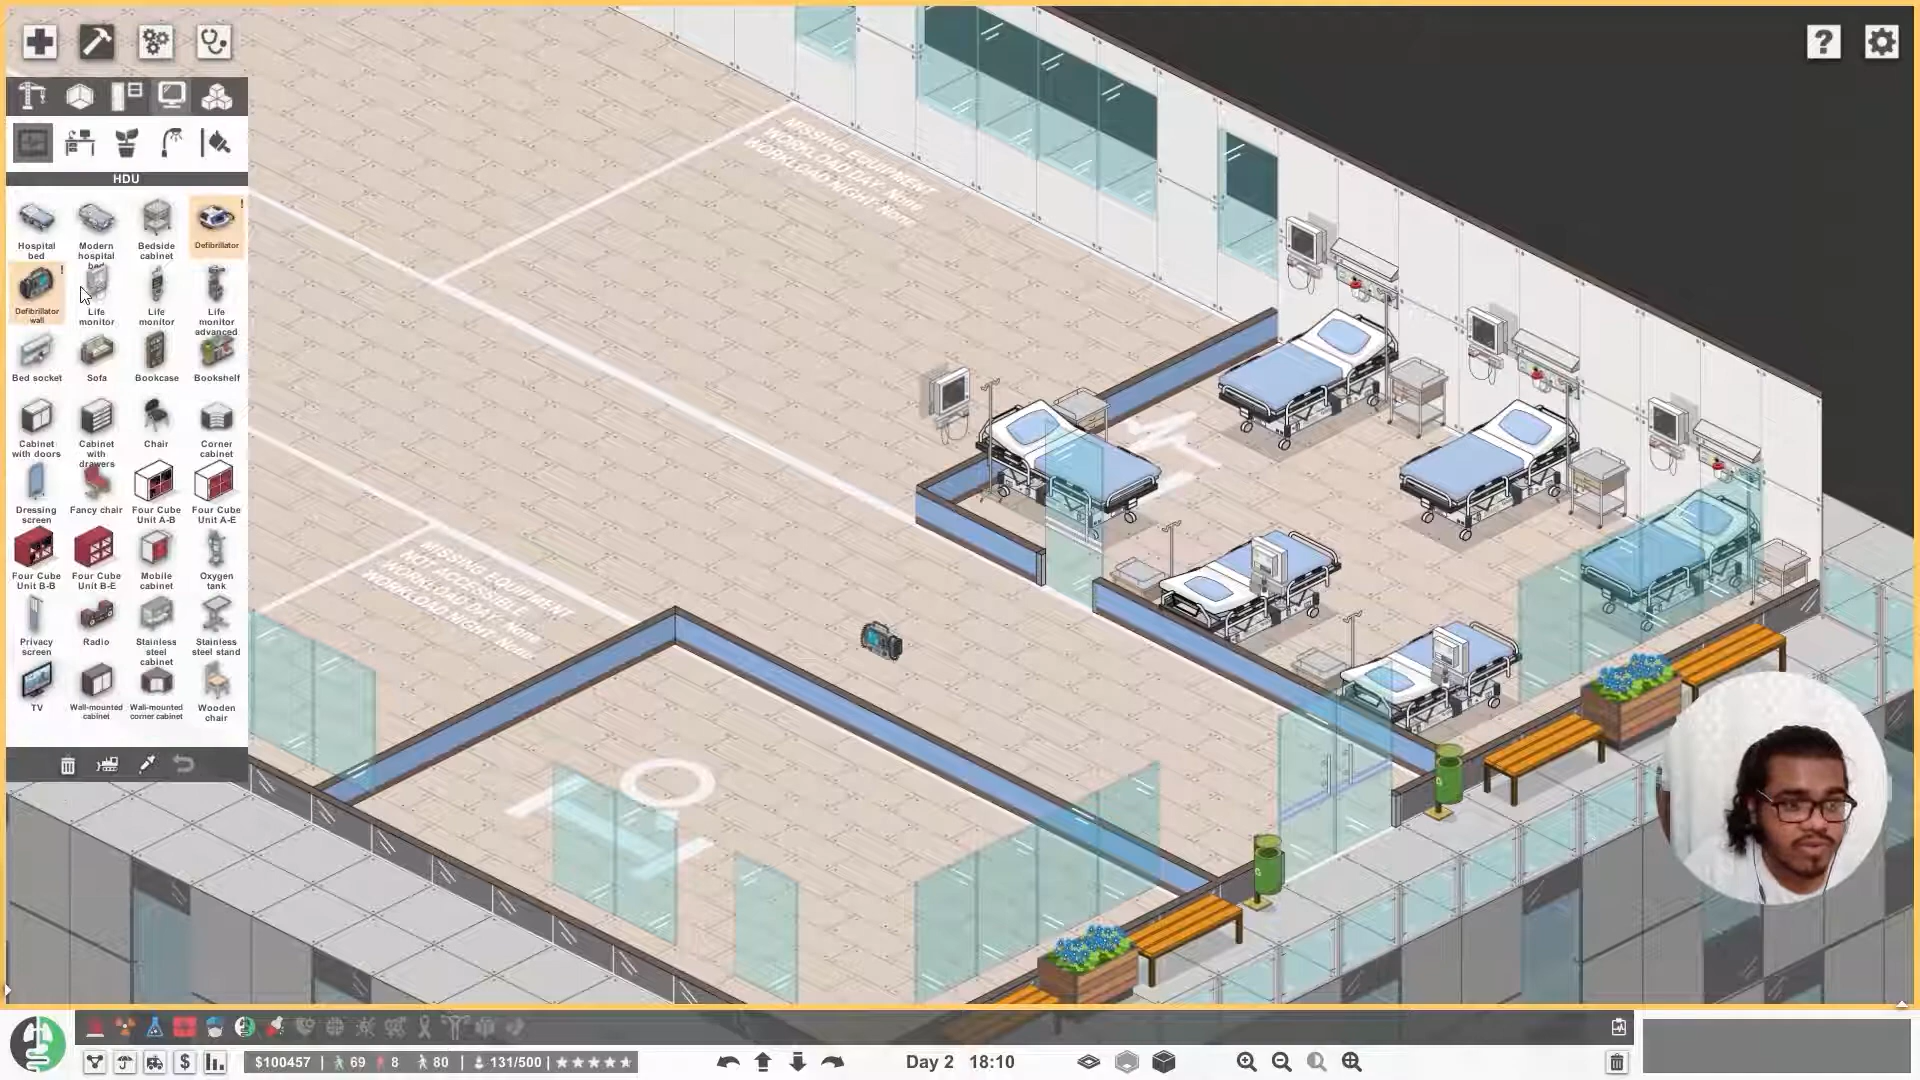 HDU
Hospital bed
Modern hospital bed
Bedside cabinet
Defibrillator
!
Defibrillator wall
!
Life monitor
Life monitor
Life monitor advanced
Bed socket
Sofa
Bookcase
Bookshelf
Cabinet with doors
Cabinet with drawers
Chair
Corner cabinet
Dressing screen
Fancy chair
Four Cube Unit A-B
Four Cube Unit A-E
Four Cube Unit B-B
Four Cube Unit B-E
Mobile cabinet
Oxygen tank
Privacy screen
Radio
Stainless steel cabinet
Stainless steel stand
TV
Wall-mounted cabinet
Wall-mounted corner cabinet
Wooden chair
MISSING EQUIPMENT
WORKLOAD DAY: None
WORKLOAD NIGHT: None
MISSING EQUIPMENT
NOT ACCESSIBLE
WORKLOAD DAY: None
WORKLOAD NIGHT: None
?
$
$100457 | 69 8 | 80 | 131/500 |
Day 2 18:10